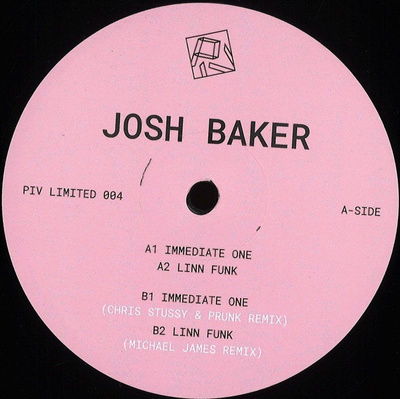 JOSH BAKER
PIV LIMITED 004
A-SIDE
A1 IMMEDIATE ONE
A2 LINN FUNK
B1 IMMEDIATE ONE
(CHRIS STUSSY & PRUNK REMIX)
B2 LINN FUNK
(MICHAEL JAMES REMIX)